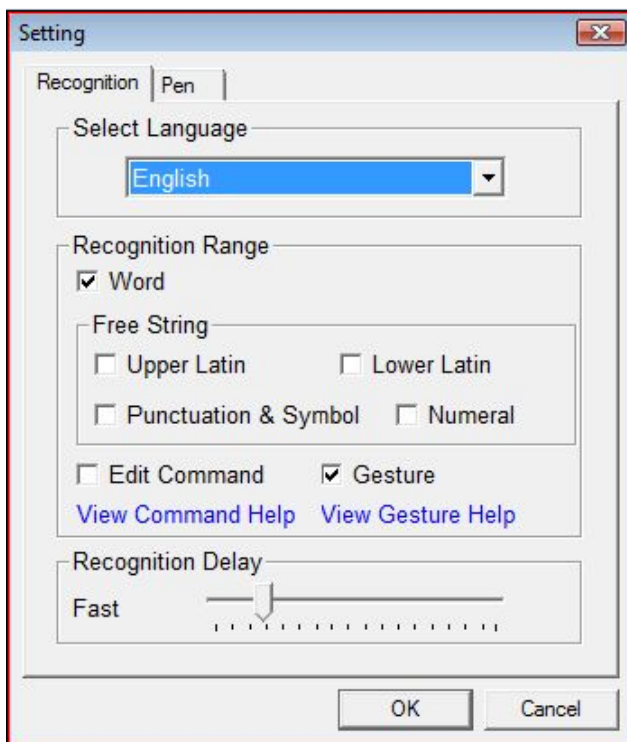 Setting
Recognition Pen
Select Language
English
Recognition Range
Word
Free String
Upper Latin Lower Latin
Punctuation & Symbol Numeral
Edit Command Gesture
View Command Help View Gesture Help
Recognition Delay
Fast
OK Cancel